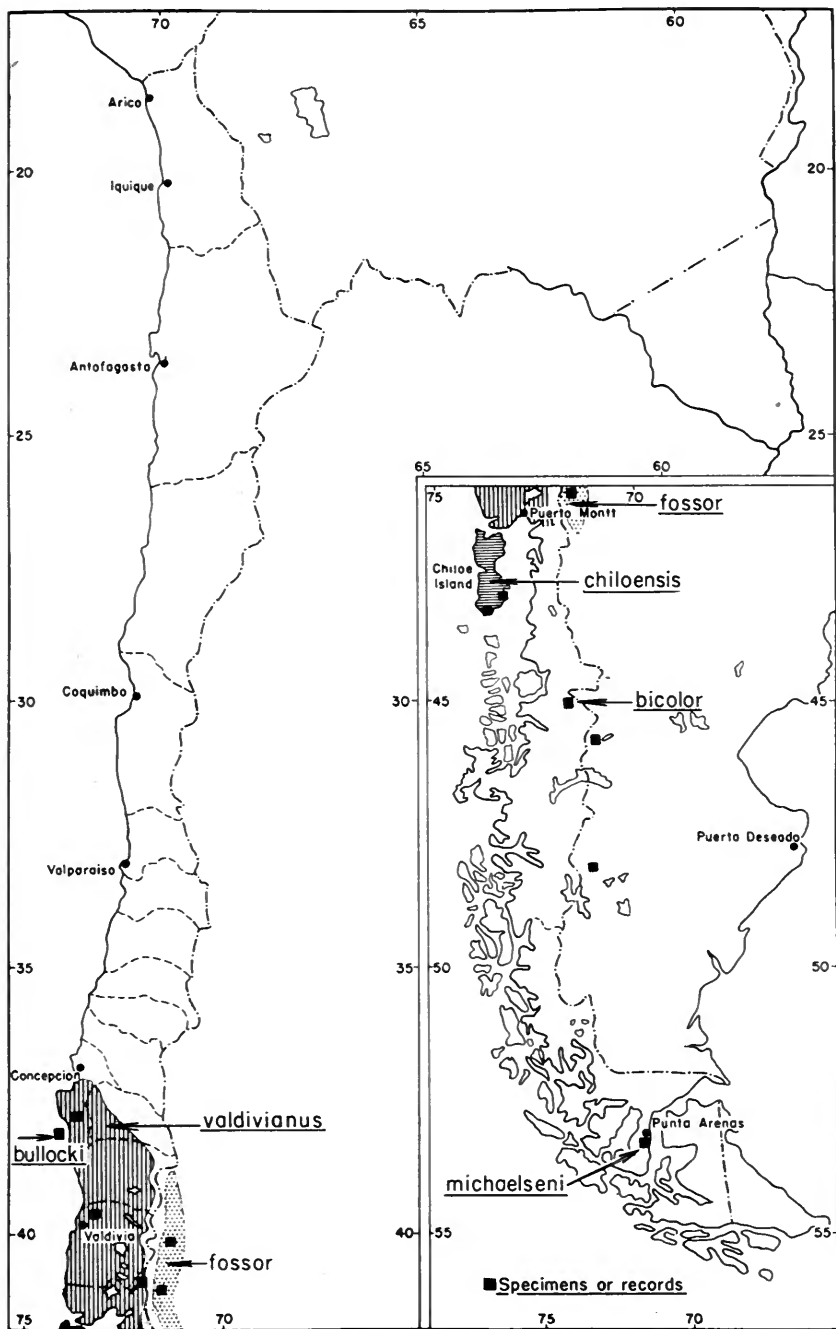 70
65
60
Arica
20
20
Iquique
Antofagasta
25
25
65
60
75
70
Puerto Montt
fossor
Chiloe
Island
chiloensis
Coquimbo
30
30
45
45
bicolor
Valparaiso
Puerto Deseado
35
35
50
50
Concepcion
valdivianus
bullocki
Punta Arenas
michaelseni
Valdivia
40
40
55
55
fossor
Specimens or records
75
70
75
70